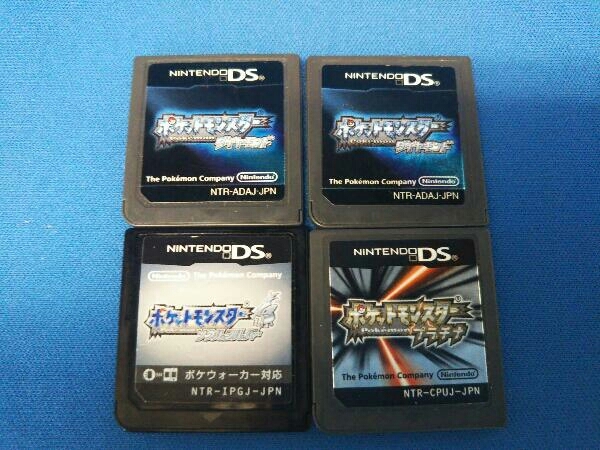 NINTENDO DS®
ポケットモンスター
Pokémon
ダイヤモンド
The Pokémon Company Nintendo
NTR-ADAJ-JPN
NINTENDO DS®
ポケットモンスター
Pokémon
ダイヤモンド
The Pokémon Company Nintendo
NTR-ADAJ-JPN
NINTENDO DS®
Nintendo The Pokémon Company
ポケットモンスター
ソウルシルバー
ポケウォーカー対応
NTR-IPGJ-JPN
NINTENDO DS®
ポケットモンスター
Pokémon
プラチナ
The Pokémon Company Nintendo
NTR-CPUJ-JPN